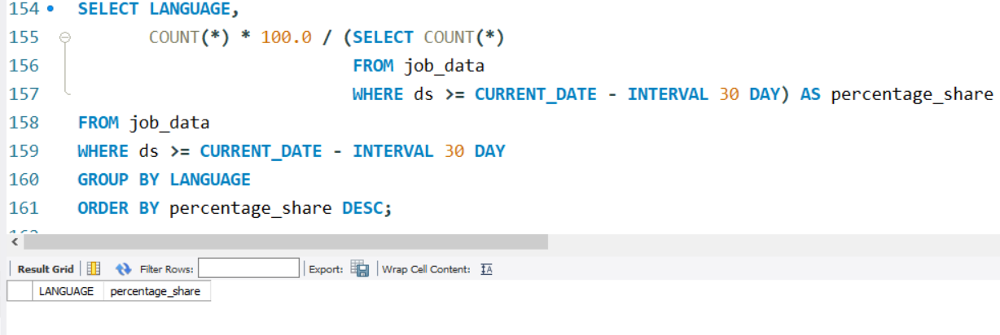 154 SELECT LANGUAGE,
155 COUNT(*) * 100.0 / (SELECT COUNT(*)
156 FROM job_data
157 WHERE ds >= CURRENT_DATE - INTERVAL 30 DAY) AS percentage_share
158 FROM job_data
159 WHERE ds >= CURRENT_DATE - INTERVAL 30 DAY
160 GROUP BY LANGUAGE
161 ORDER BY percentage_share DESC;
Result Grid Filter Rows: Export: Wrap Cell Content:
LANGUAGE percentage_share